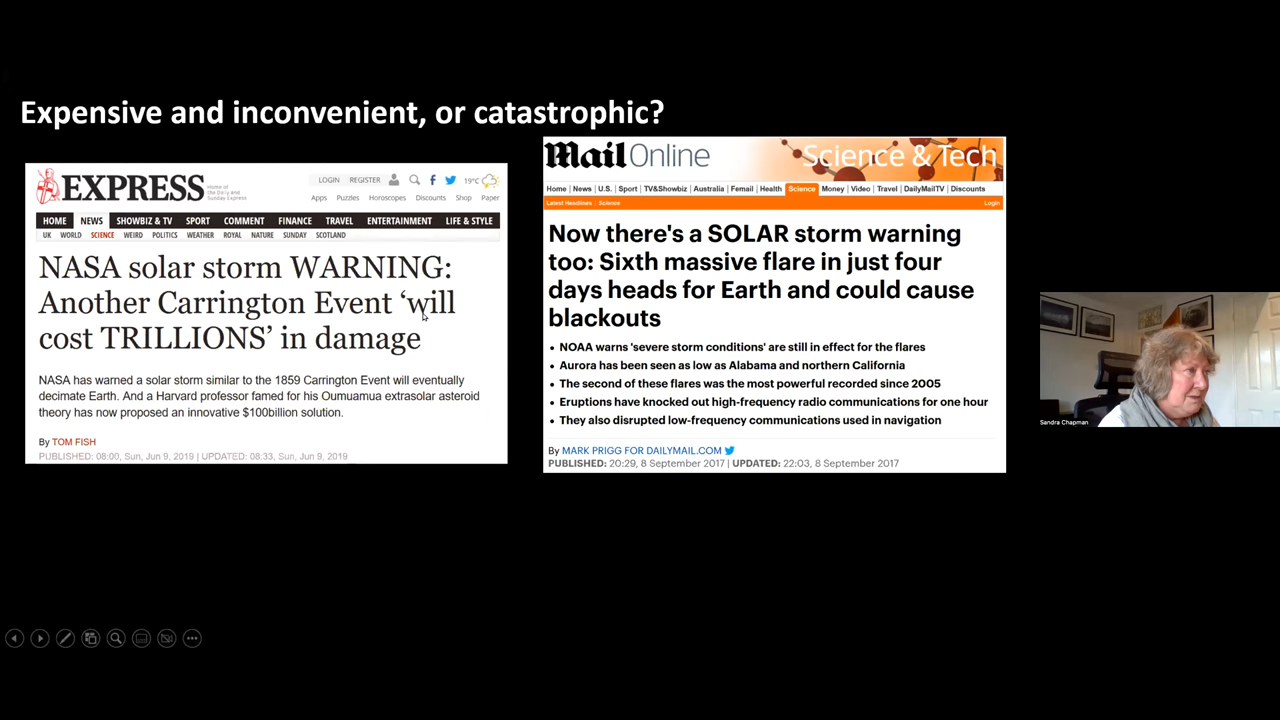 Expensive and inconvenient, or catastrophic?
EXPRESS
Home of
the Daily and
Sunday Express
LOGIN REGISTER 19°C
Apps Puzzles Horoscopes Discounts Shop Paper
HOME NEWS SHOWBIZ & TV SPORT COMMENT FINANCE TRAVEL ENTERTAINMENT LIFE & STYLE
UK WORLD SCIENCE WEIRD POLITICS WEATHER ROYAL NATURE SUNDAY SCOTLAND
NASA solar storm WARNING:
Another Carrington Event ‘will
cost TRILLIONS’ in damage
NASA has warned a solar storm similar to the 1859 Carrington Event will eventually
decimate Earth. And a Harvard professor famed for his Oumuamua extrasolar asteroid
theory has now proposed an innovative $100billion solution.
By TOM FISH
PUBLISHED: 08:00, Sun, Jun 9, 2019 | UPDATED: 08:33, Sun, Jun 9, 2019
Mail Online Science & Tech
Home | News | U.S. | Sport | TV&Showbiz | Australia | Femail | Health | Science | Money | Video | Travel | DailyMailTV | Discounts
Latest Headlines | Science Login
Now there's a SOLAR storm warning
too: Sixth massive flare in just four
days heads for Earth and could cause
blackouts
• NOAA warns 'severe storm conditions' are still in effect for the flares
• Aurora has been seen as low as Alabama and northern California
• The second of these flares was the most powerful recorded since 2005
• Eruptions have knocked out high-frequency radio communications for one hour
• They also disrupted low-frequency communications used in navigation
By MARK PRIGG FOR DAILYMAIL.COM
PUBLISHED: 20:29, 8 September 2017 | UPDATED: 22:03, 8 September 2017
Sandra Chapman